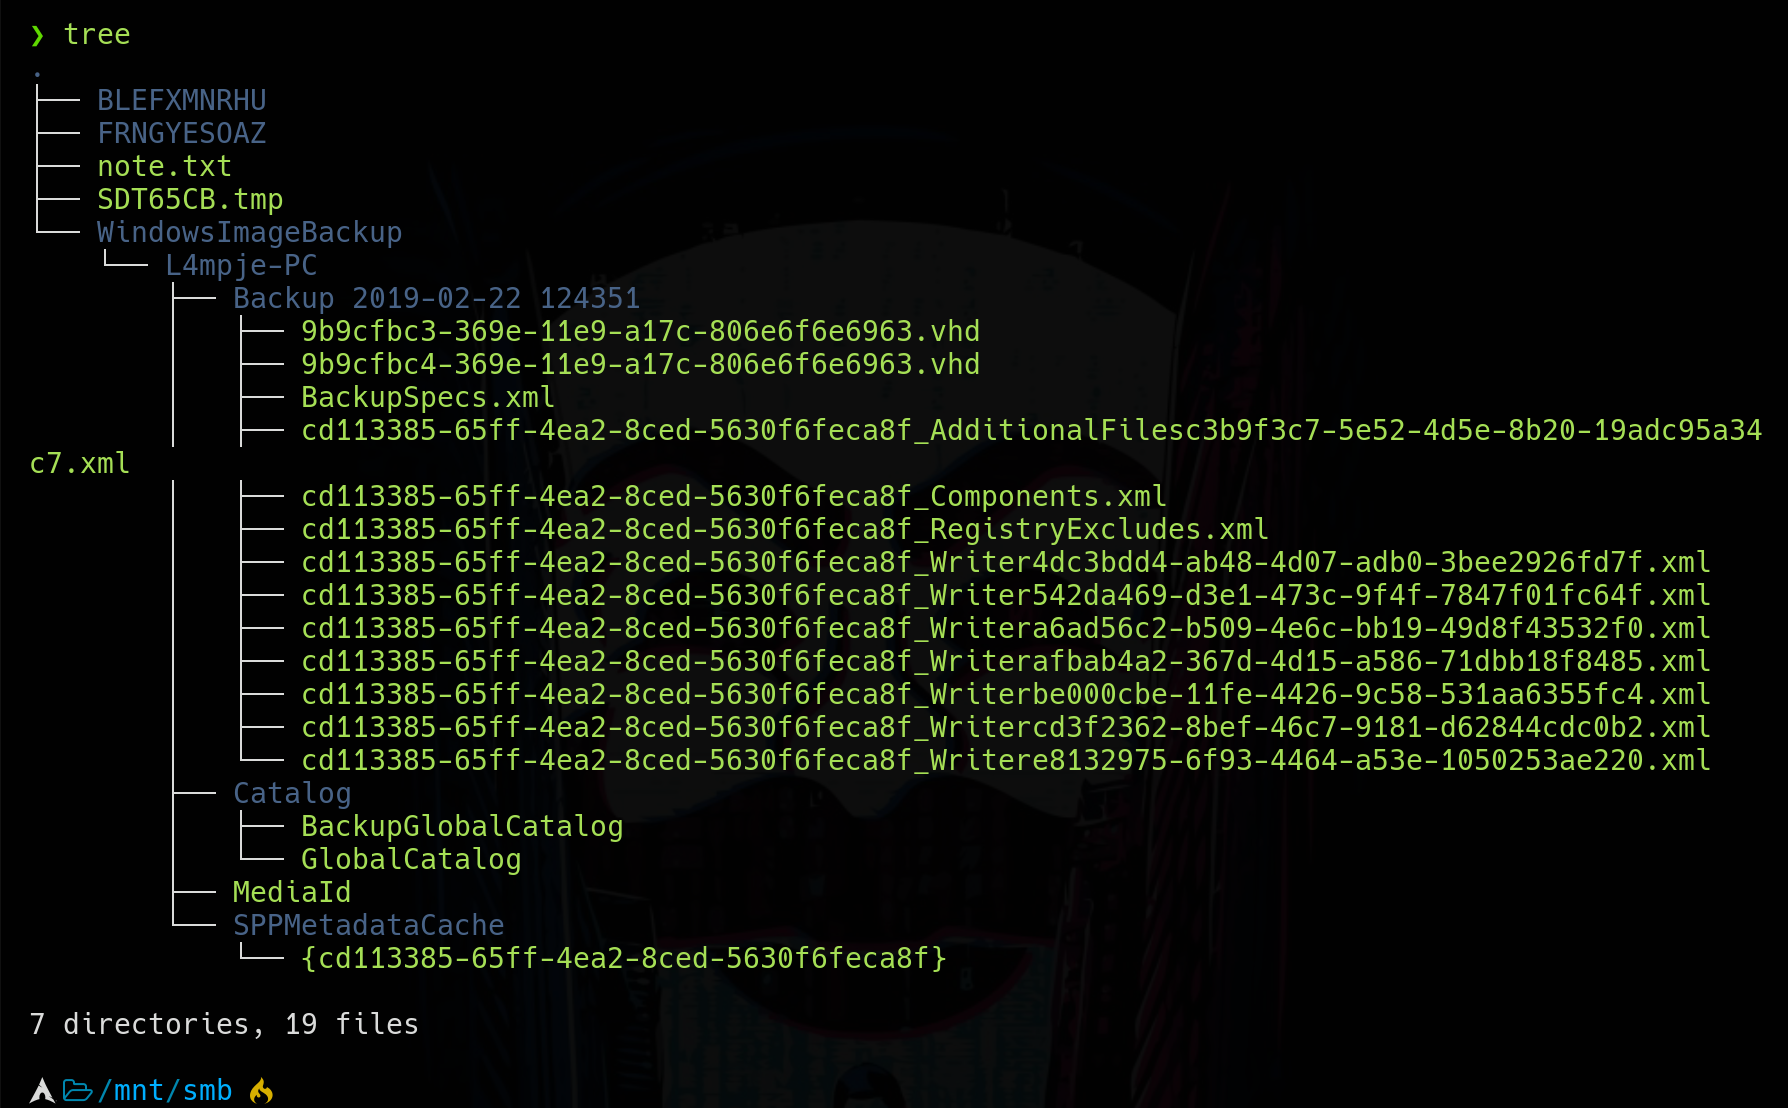 ❯ tree
.
├── BLEFXMNRHU
├── FRNGYESOAZ
├── note.txt
├── SDT65CB.tmp
└── WindowsImageBackup
    └── L4mpje-PC
        ├── Backup 2019-02-22 124351
        │   ├── 9b9cfbc3-369e-11e9-a17c-806e6f6e6963.vhd
        │   ├── 9b9cfbc4-369e-11e9-a17c-806e6f6e6963.vhd
        │   ├── BackupSpecs.xml
        │   ├── cd113385-65ff-4ea2-8ced-5630f6feca8f_AdditionalFilesc3b9f3c7-5e52-4d5e-8b20-19adc95a34
c7.xml
        │   ├── cd113385-65ff-4ea2-8ced-5630f6feca8f_Components.xml
        │   ├── cd113385-65ff-4ea2-8ced-5630f6feca8f_RegistryExcludes.xml
        │   ├── cd113385-65ff-4ea2-8ced-5630f6feca8f_Writer4dc3bdd4-ab48-4d07-adb0-3bee2926fd7f.xml
        │   ├── cd113385-65ff-4ea2-8ced-5630f6feca8f_Writer542da469-d3e1-473c-9f4f-7847f01fc64f.xml
        │   ├── cd113385-65ff-4ea2-8ced-5630f6feca8f_Writera6ad56c2-b509-4e6c-bb19-49d8f43532f0.xml
        │   ├── cd113385-65ff-4ea2-8ced-5630f6feca8f_Writerafbab4a2-367d-4d15-a586-71dbb18f8485.xml
        │   ├── cd113385-65ff-4ea2-8ced-5630f6feca8f_Writerbe000cbe-11fe-4426-9c58-531aa6355fc4.xml
        │   ├── cd113385-65ff-4ea2-8ced-5630f6feca8f_Writercd3f2362-8bef-46c7-9181-d62844cdc0b2.xml
        │   └── cd113385-65ff-4ea2-8ced-5630f6feca8f_Writere8132975-6f93-4464-a53e-1050253ae220.xml
        ├── Catalog
        │   ├── BackupGlobalCatalog
        │   └── GlobalCatalog
        ├── MediaId
        └── SPPMetadataCache
            └── {cd113385-65ff-4ea2-8ced-5630f6feca8f}
7 directories, 19 files
/mnt/smb